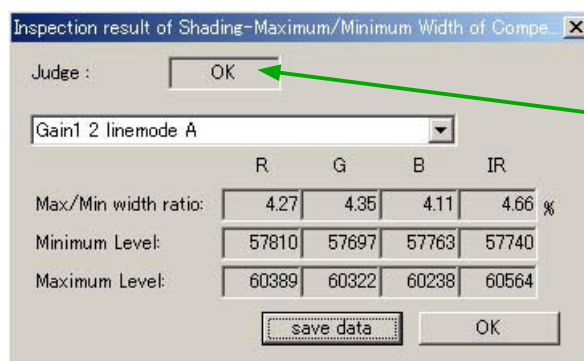 Inspection result of Shading-Maximum/Minimum Width of Compe...
Judge : OK
Gain1 2 linemode A
R G B IR
Max/Min width ratio: 4.27 4.35 4.11 4.66 %
Minimum Level: 57810 57697 57763 57740
Maximum Level: 60389 60322 60238 60564
save data OK